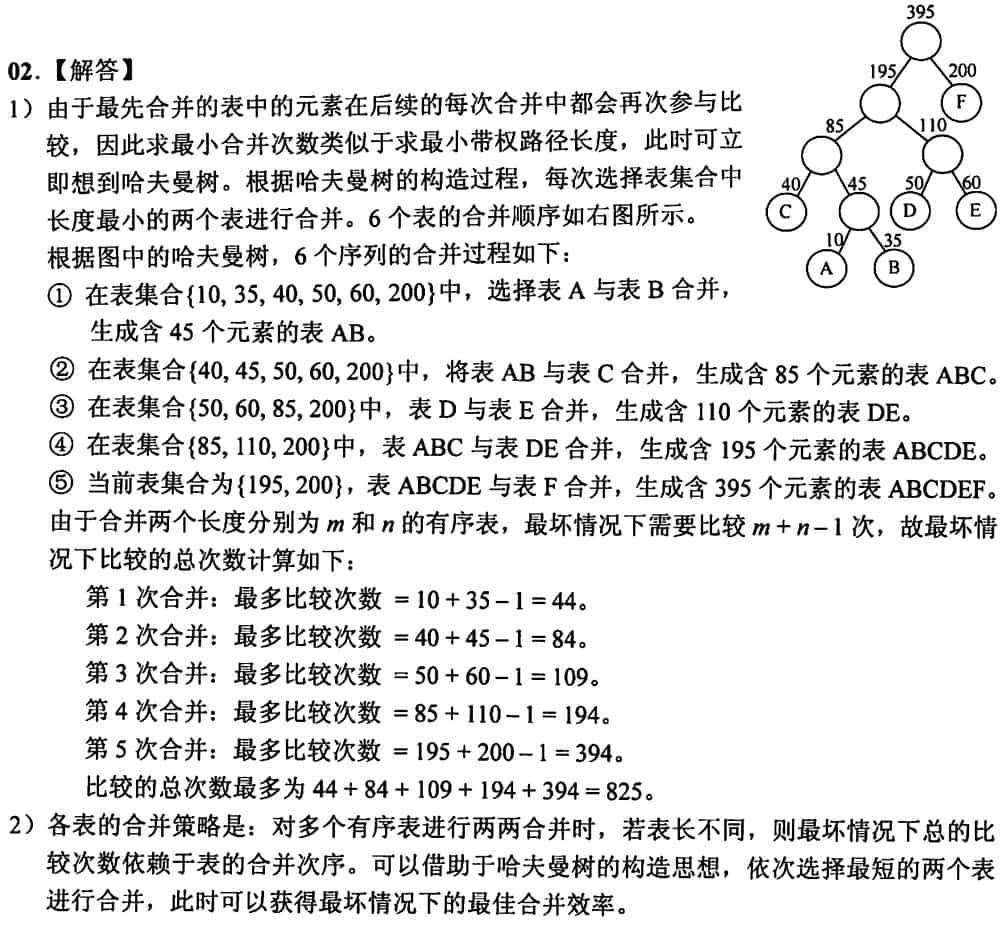 395
02.【解答】
195
200
F
1）由于最先合并的表中的元素在后续的每次合并中都会再次参与比
85
110
较，因此求最小合并次数类似于求最小带权路径长度，此时可立
即想到哈夫曼树。根据哈夫曼树的构造过程，每次选择表集合中
40
45
50
60
长度最小的两个表进行合并。6 个表的合并顺序如右图所示。
C
D
E
根据图中的哈夫曼树，6 个序列的合并过程如下：
10
35
A
B
① 在表集合{10, 35, 40, 50, 60, 200}中，选择表 A 与表 B 合并，
生成含 45 个元素的表 AB。
② 在表集合{40, 45, 50, 60, 200}中，将表 AB 与表 C 合并，生成含 85 个元素的表 ABC。
③ 在表集合{50, 60, 85, 200}中，表 D 与表 E 合并，生成含 110 个元素的表 DE。
④ 在表集合{85, 110, 200}中，表 ABC 与表 DE 合并，生成含 195 个元素的表 ABCDE。
⑤ 当前表集合为{195, 200}，表 ABCDE 与表 F 合并，生成含 395 个元素的表 ABCDEF。
由于合并两个长度分别为 m 和 n 的有序表，最坏情况下需要比较 m + n − 1 次，故最坏情
况下比较的总次数计算如下：
第 1 次合并：最多比较次数 = 10 + 35 − 1 = 44。
第 2 次合并：最多比较次数 = 40 + 45 − 1 = 84。
第 3 次合并：最多比较次数 = 50 + 60 − 1 = 109。
第 4 次合并：最多比较次数 = 85 + 110 − 1 = 194。
第 5 次合并：最多比较次数 = 195 + 200 − 1 = 394。
比较的总次数最多为 44 + 84 + 109 + 194 + 394 = 825。
2）各表的合并策略是：对多个有序表进行两两合并时，若表长不同，则最坏情况下总的比
较次数依赖于表的合并次序。可以借助于哈夫曼树的构造思想，依次选择最短的两个表
进行合并，此时可以获得最坏情况下的最佳合并效率。